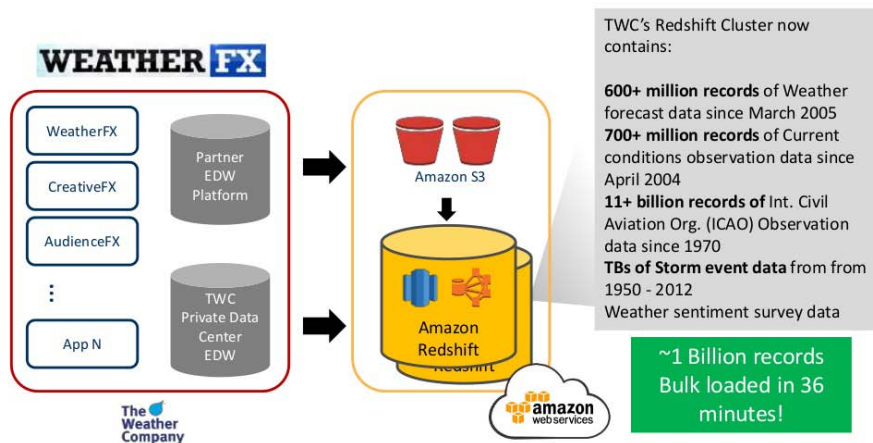 WEATHER FX
WeatherFX
CreativeFX
AudienceFX
⋮
App N
Partner
EDW
Platform
TWC
Private Data
Center
EDW
The
Weather
Company
Amazon S3
Amazon
Redshift
Redshift
amazon
webservices
TWC's Redshift Cluster now
contains:
600+ million records of Weather
forecast data since March 2005
700+ million records of Current
conditions observation data since
April 2004
11+ billion records of Int. Civil
Aviation Org. (ICAO) Observation
data since 1970
TBs of Storm event data from from
1950 - 2012
Weather sentiment survey data
~1 Billion records
Bulk loaded in 36
minutes!